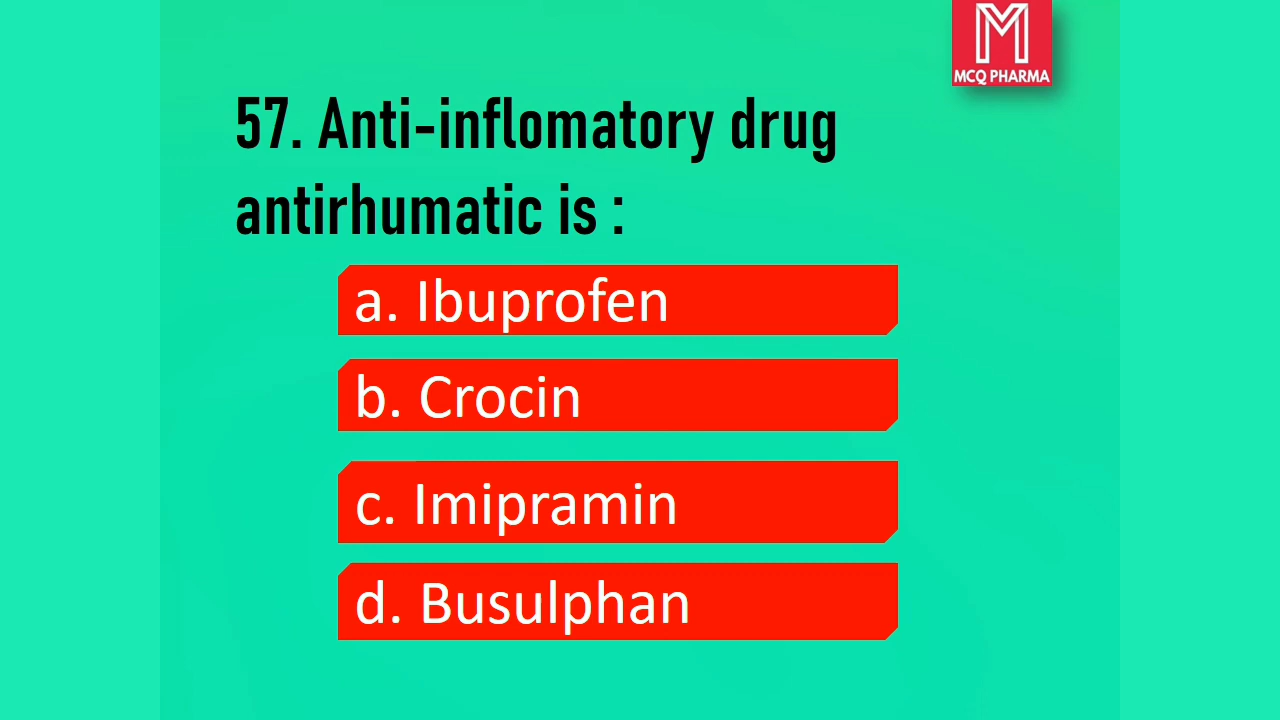 MCQ PHARMA
57. Anti-inflomatory drug
antirhumatic is :
a. Ibuprofen
b. Crocin
c. Imipramin
d. Busulphan